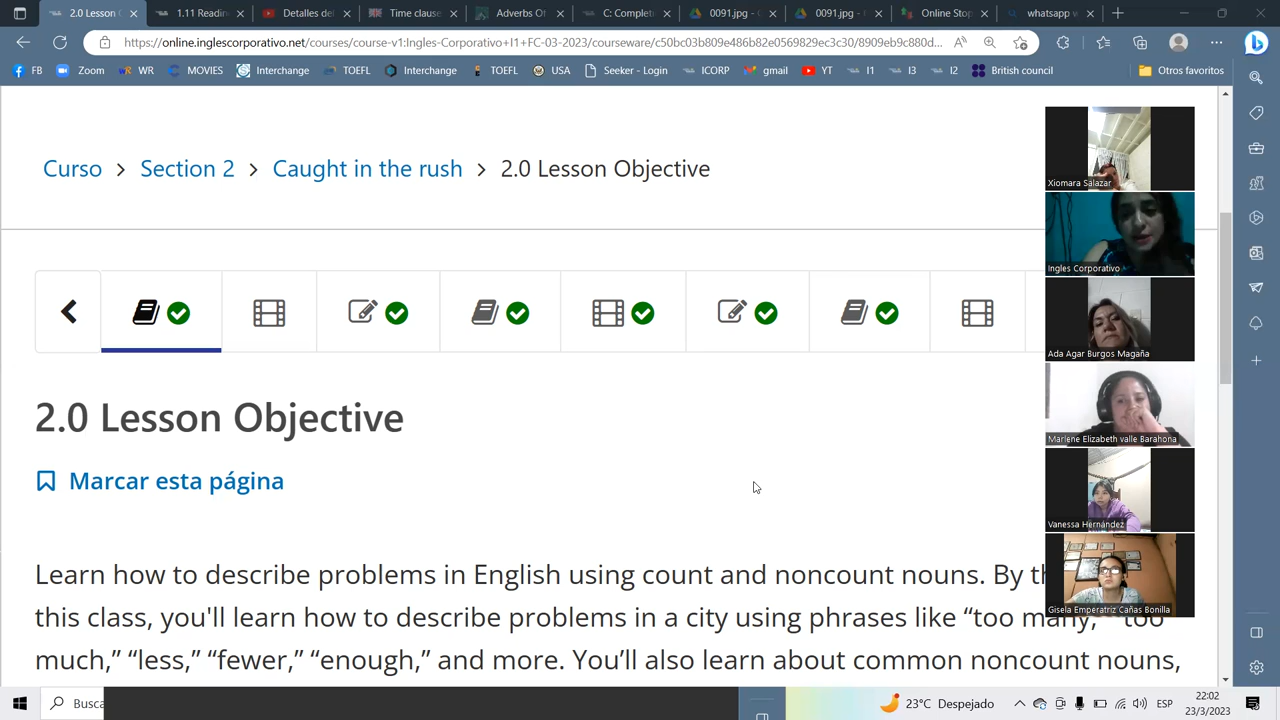 2.0 Lesson O
1.11 Readin
Detalles de
Time clause
Adverbs Of
C: Completi
0091.jpg - G
0091.jpg - G
Online Stop
whatsapp w
https://online.inglescorporativo.net/courses/course-v1:Ingles-Corporativo+I1+FC-03-2023/courseware/c50bc03b809e486b82e0569829ec3c30/8909eb9c880d...
FB Zoom WR MOVIES Interchange TOEFL Interchange TOEFL USA Seeker - Login ICORP gmail YT I1 I3 I2 British council Otros favoritos
Curso > Section 2 > Caught in the rush > 2.0 Lesson Objective
2.0 Lesson Objective
Marcar esta página
Learn how to describe problems in English using count and noncount nouns. By th
this class, you'll learn how to describe problems in a city using phrases like “too many,” “too
much,” “less,” “fewer,” “enough,” and more. You’ll also learn about common noncount nouns,
Xiomara Salazar
Ingles Corporativo
Ada Agar Burgos Magaña
Marlene Elizabeth valle Barahona
Vanessa Hernández
Gisela Emperatriz Cañas Bonilla
Busca
23°C Despejado
ESP
22:02
23/3/2023